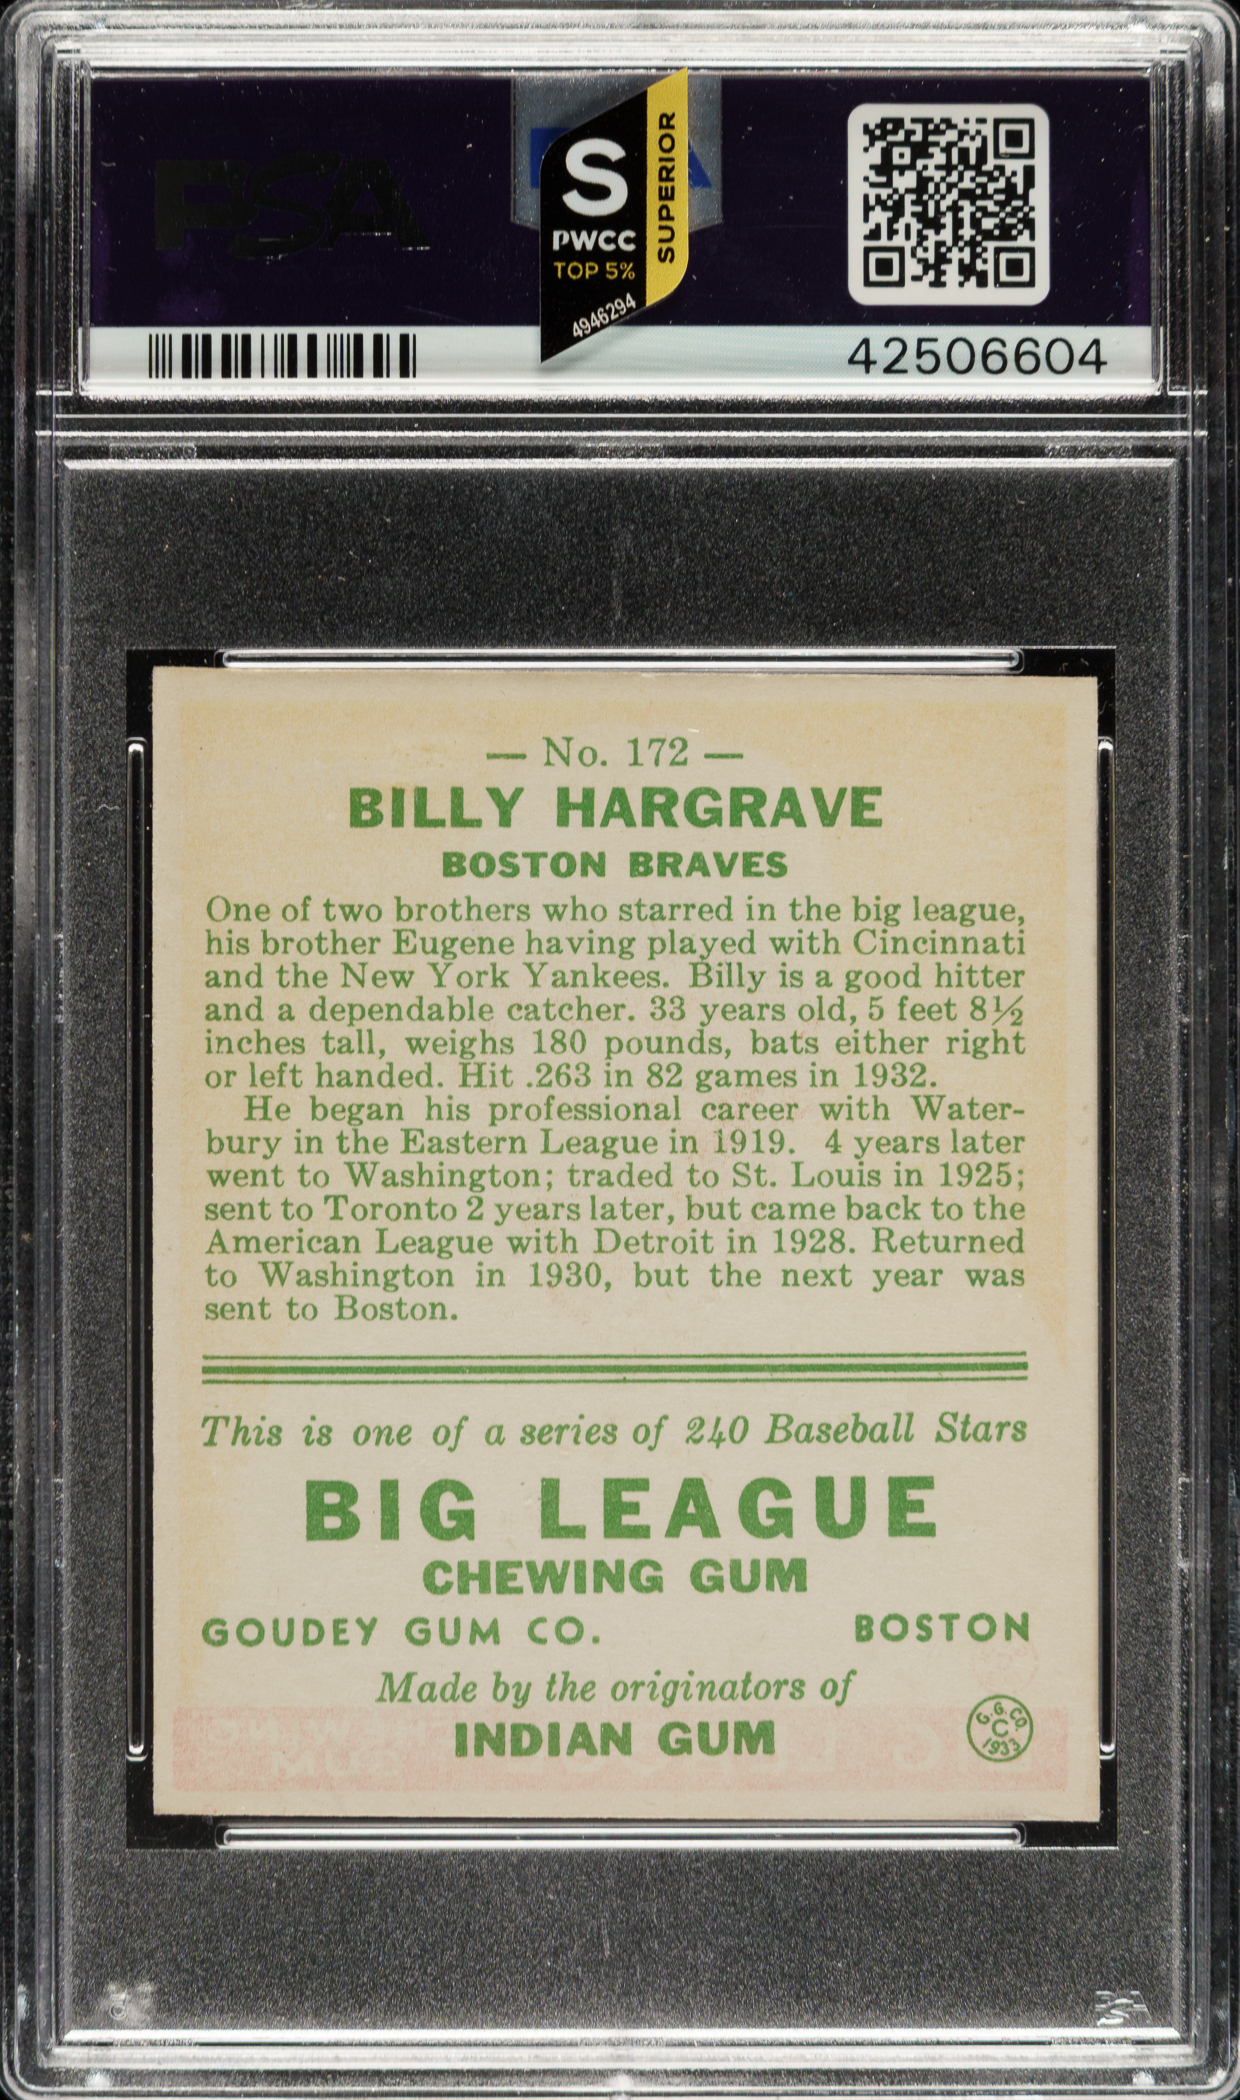 PSA
S
PWCC
TOP 5%
SUPERIOR
4946294
42506604
— No. 172 —
BILLY HARGRAVE
BOSTON BRAVES
One of two brothers who starred in the big league,
his brother Eugene having played with Cincinnati
and the New York Yankees. Billy is a good hitter
and a dependable catcher. 33 years old, 5 feet 8½
inches tall, weighs 180 pounds, bats either right
or left handed. Hit .263 in 82 games in 1932.
He began his professional career with Water-
bury in the Eastern League in 1919. 4 years later
went to Washington; traded to St. Louis in 1925;
sent to Toronto 2 years later, but came back to the
American League with Detroit in 1928. Returned
to Washington in 1930, but the next year was
sent to Boston.
This is one of a series of 240 Baseball Stars
BIG LEAGUE
CHEWING GUM
GOUDEY GUM CO. BOSTON
Made by the originators of
INDIAN GUM
G.G.CO.
C
1933